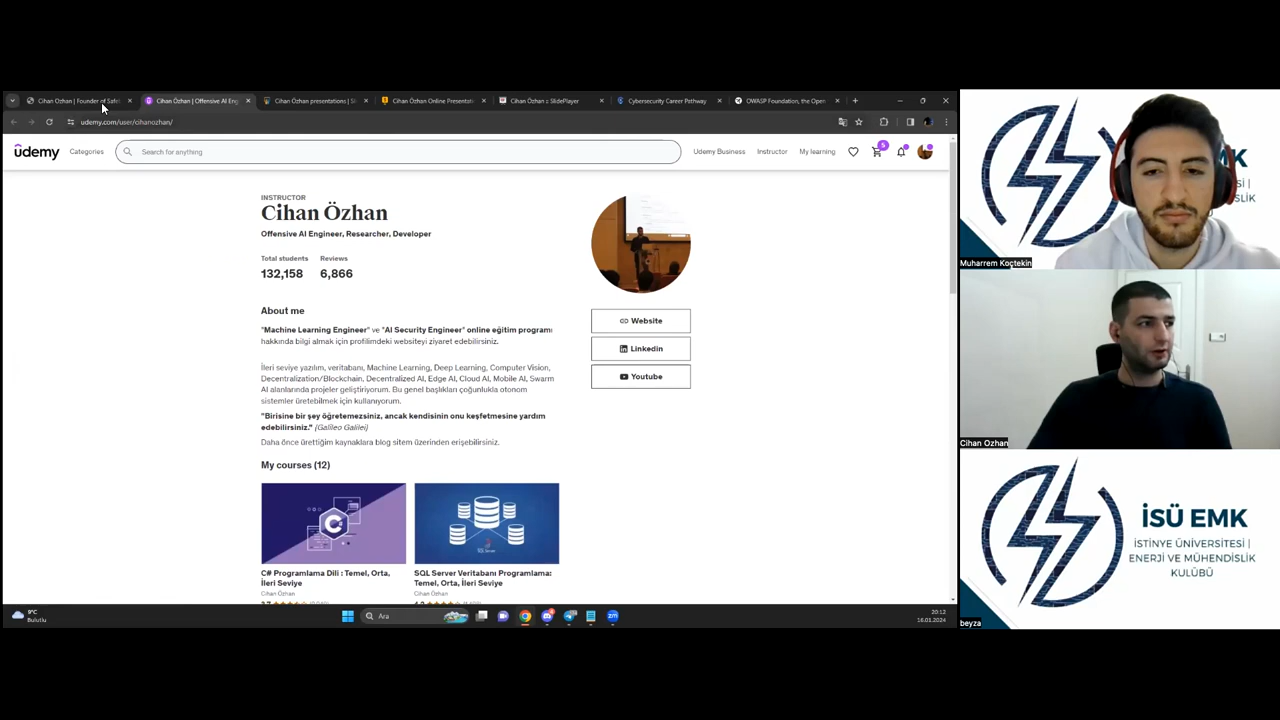 Cihan Özhan | Founder of Safe
Cihan Özhan | Offensive AI Eng
Cihan Özhan presentations | Sl
Cihan Özhan Online Presentati
Cihan Özhan :: SlidePlayer
Cybersecurity Career Pathway
OWASP Foundation, the Open
udemy.com/user/cihanozhan/
ûdemy
Categories
Search for anything
Udemy Business
Instructor
My learning
5
INSTRUCTOR
Cihan Özhan
Offensive AI Engineer, Researcher, Developer
Total students
Reviews
132,158
6,866
About me
"Machine Learning Engineer" ve "AI Security Engineer" online eğitim programı
hakkında bilgi almak için profilimdeki websiteyi ziyaret edebilirsiniz.
İleri seviye yazılım, veritabanı, Machine Learning, Deep Learning, Computer Vision,
Decentralization/Blockchain, Decentralized AI, Edge AI, Cloud AI, Mobile AI, Swarm
AI alanlarında projeler geliştiriyorum. Bu genel başlıkları çoğunlukla otonom
sistemler üretebilmek için kullanıyorum.
"Birisine bir şey öğretemezsiniz, ancak kendisinin onu keşfetmesine yardım
edebilirsiniz." (Galileo Galilei)
Daha önce ürettiğim kaynaklara blog sitem üzerinden erişebilirsiniz.
Website
Linkedin
Youtube
My courses (12)
SQL Server
C# Programlama Dili : Temel, Orta,
İleri Seviye
Cihan Özhan
SQL Server Veritabanı Programlama:
Temel, Orta, İleri Seviye
Cihan Özhan
9°C
Bulutlu
Ara
20:12
16.01.2024
MK
Sİ |
SLİK
Muharrem Koçtekin
Cihan Ozhan
İSÜ EMK
İSTİNYE ÜNİVERSİTESİ |
ENERJİ VE MÜHENDİSLİK
KULÜBÜ
beyza